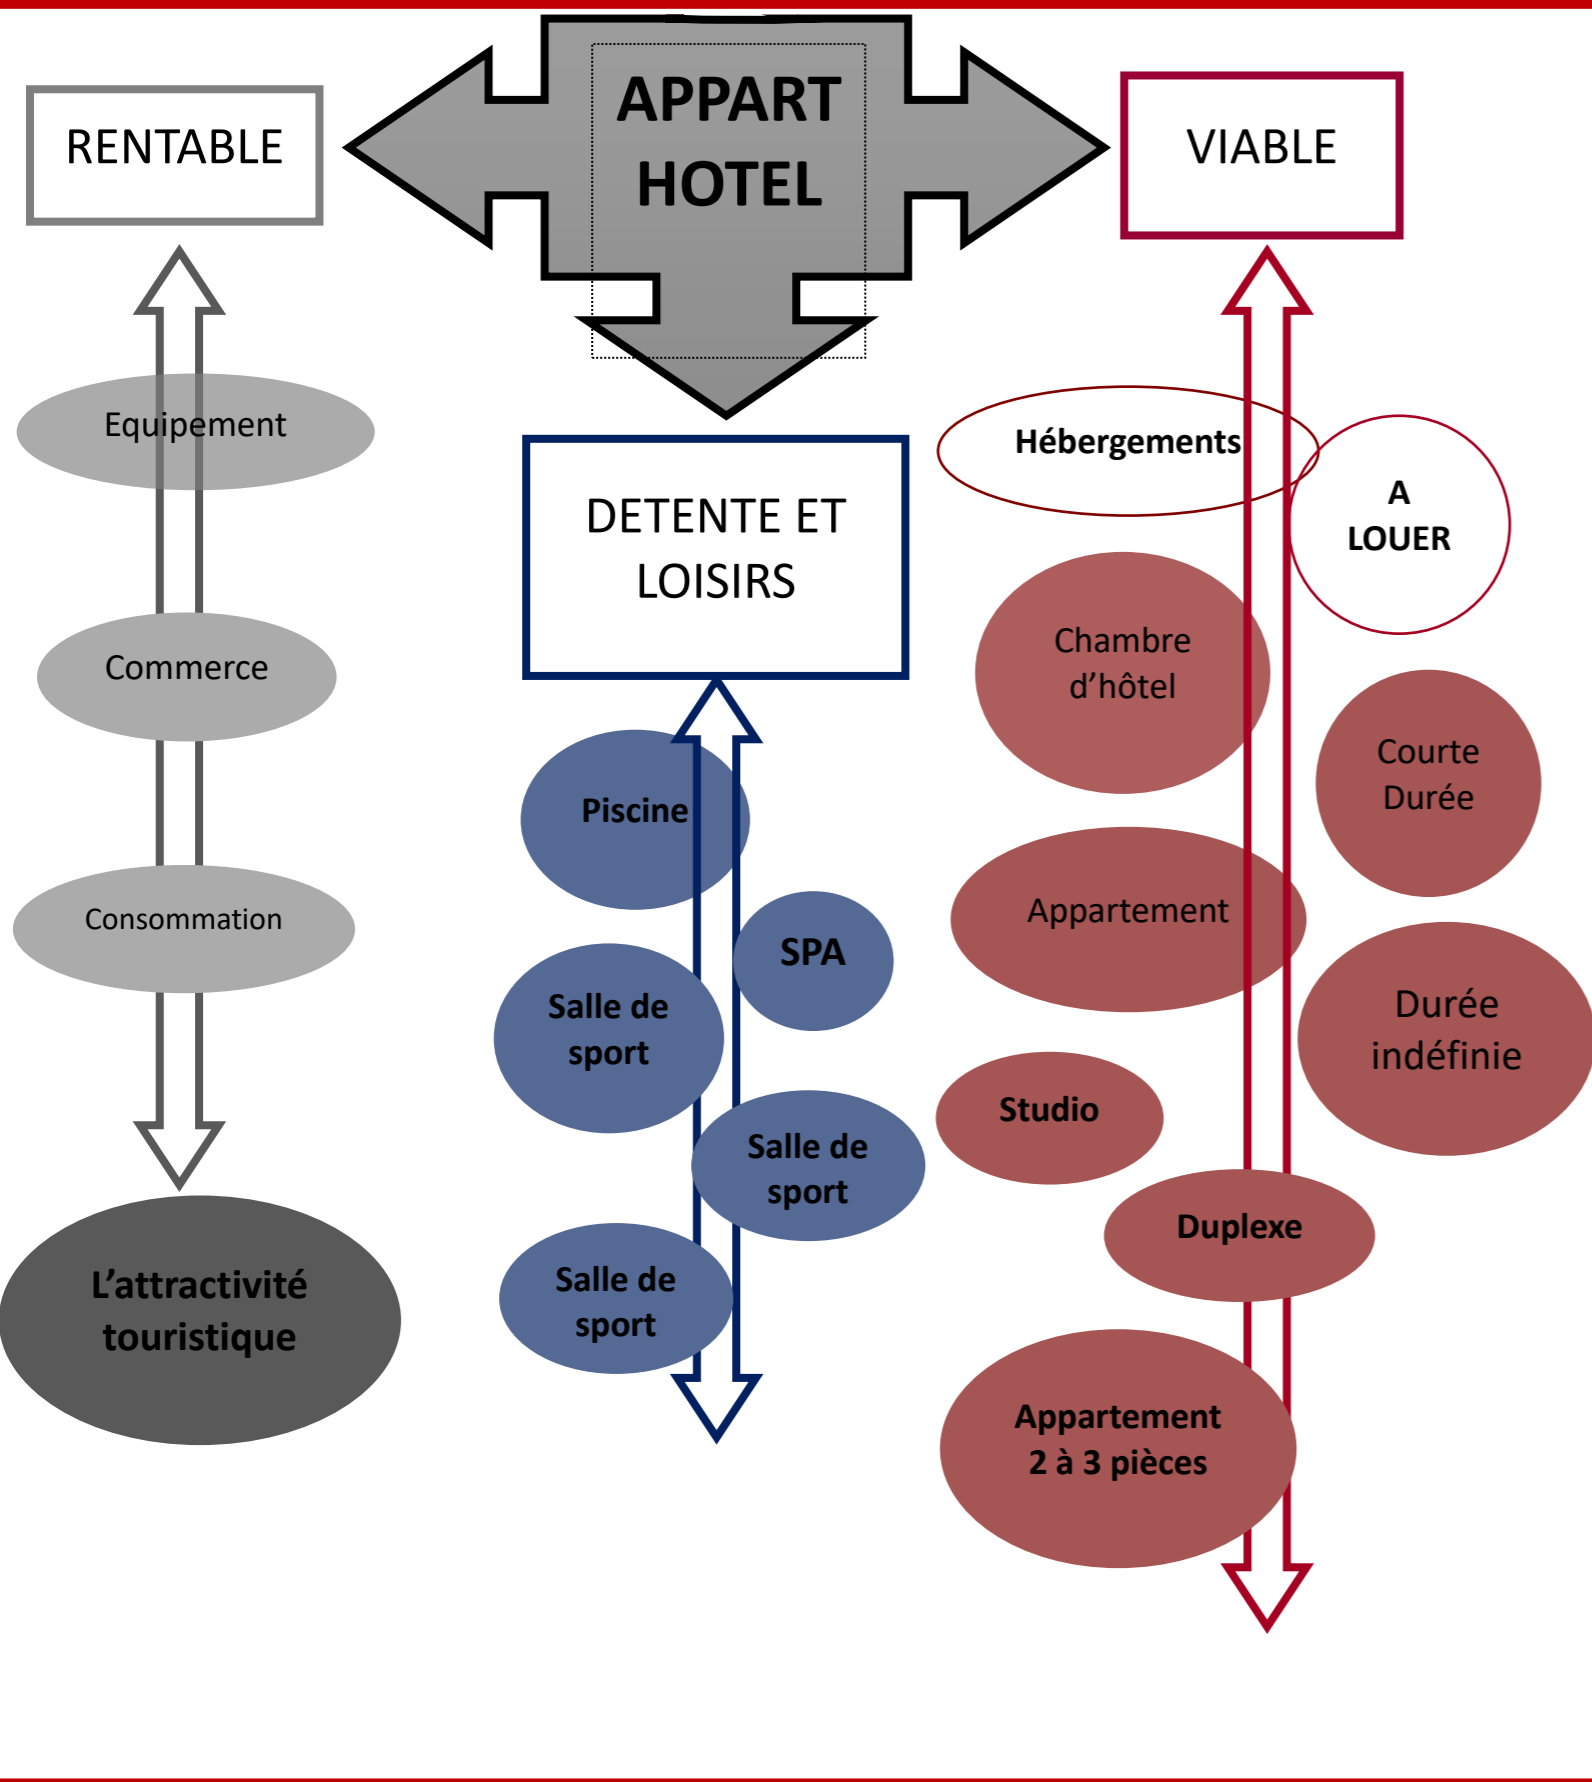 APPART
HOTEL
RENTABLE
Equipement
Commerce
Consommation
L’attractivité
touristique
DETENTE ET
LOISIRS
Piscine
SPA
Salle de
sport
Salle de
sport
Salle de
sport
VIABLE
Hébergements
A
LOUER
Chambre
d’hôtel
Courte
Durée
Appartement
Durée
indéfinie
Studio
Duplexe
Appartement
2 à 3 pièces